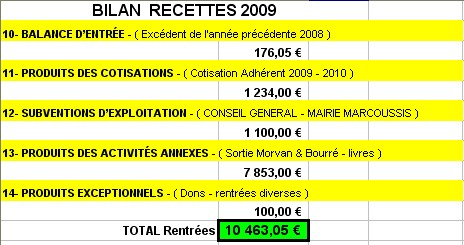 BILAN RECETTES 2009
10- BALANCE D'ENTRÉE - ( Excédent de l'année précédente 2008 )
176,05 €
11- PRODUITS DES COTISATIONS - ( Cotisation Adhérent 2009 - 2010 )
1 234,00 €
12- SUBVENTIONS D'EXPLOITATION - ( CONSEIL GENERAL - MAIRIE MARCOUSSIS )
1 100,00 €
13- PRODUITS DES ACTIVITÉS ANNEXES - ( Sortie Morvan & Bourré - livres )
7 853,00 €
14- PRODUITS EXCEPTIONNELS - ( Dons - rentrées diverses )
100,00 €
TOTAL Rentrées 10 463,05 €